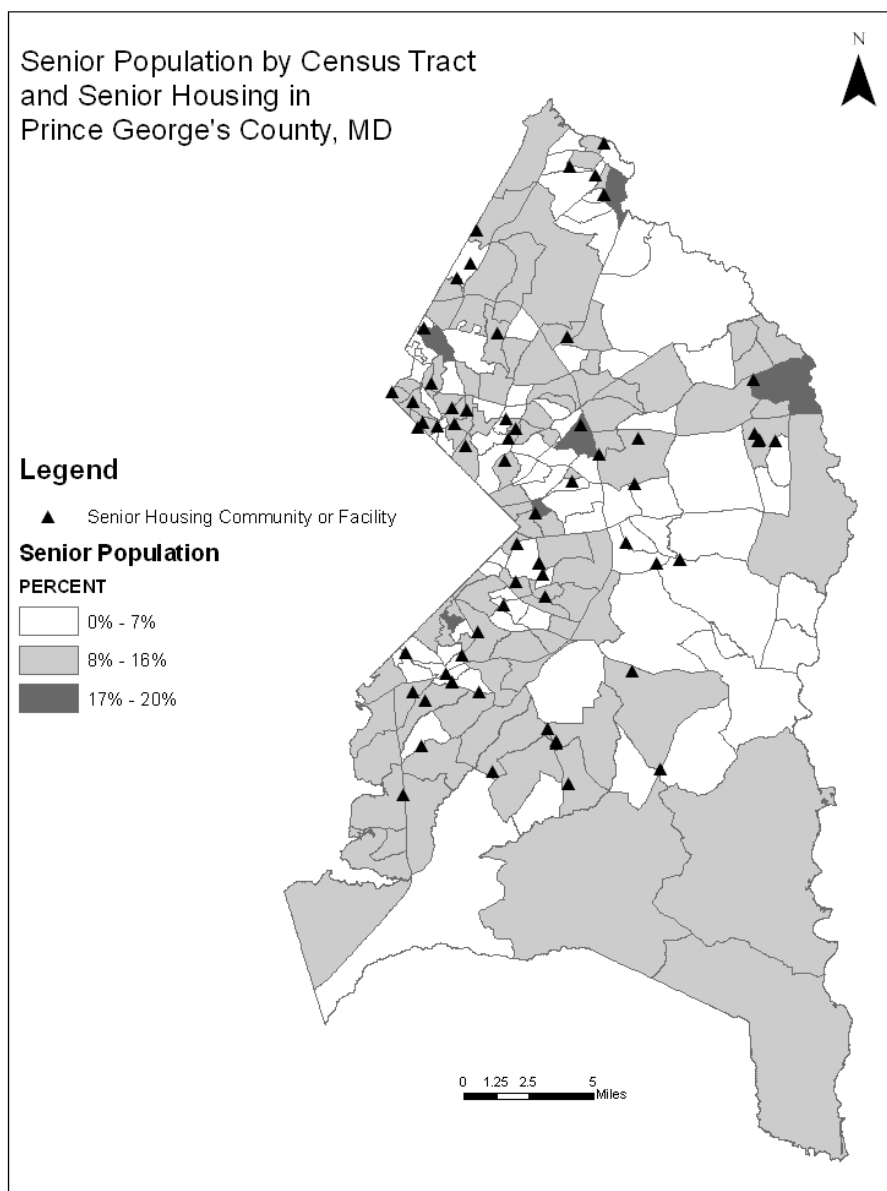 Senior Population by Census Tract
and Senior Housing in
Prince George's County, MD
N
Legend
Senior Housing Community or Facility
Senior Population
PERCENT
0% - 7%
8% - 16%
17% - 20%
0 1.25 2.5 5
Miles